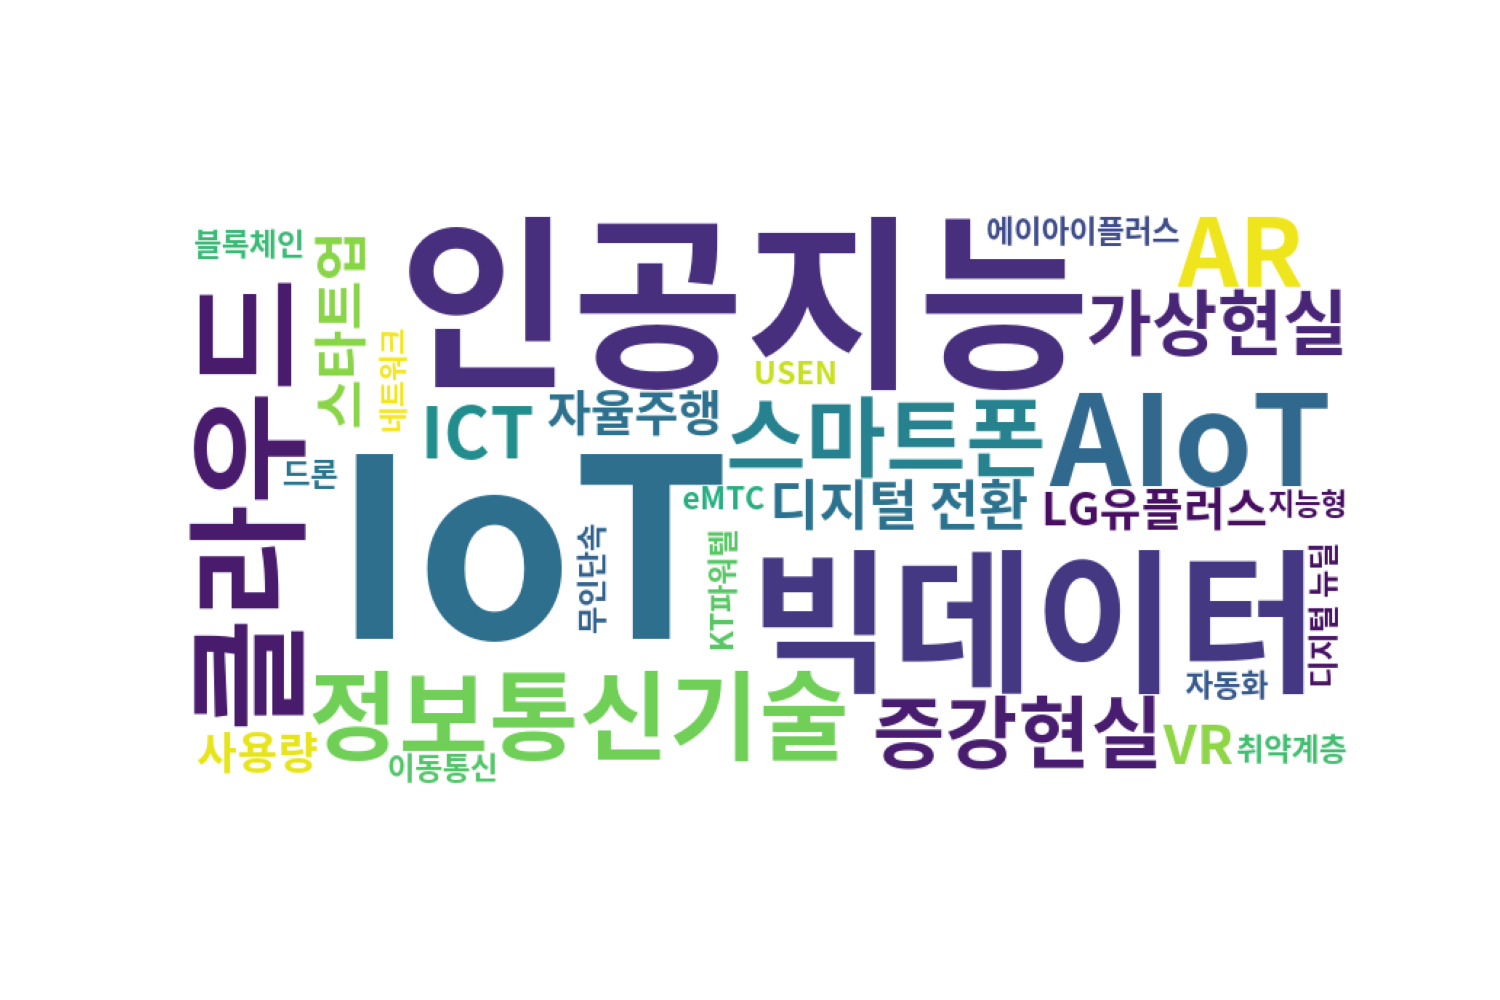 블록체인
스타트업
인공지능
에이아이플러스
AR
가상현실
클라우드
네트워크
USEN
ICT
자율주행
스마트폰
AIoT
드론
IoT
eMTC
디지털 전환
LG유플러스
지능형
무인단속
KT파워텔
빅데이터
디지털 뉴딜
정보통신기술
자동화
증강현실
사용량
이동통신
VR
취약계층